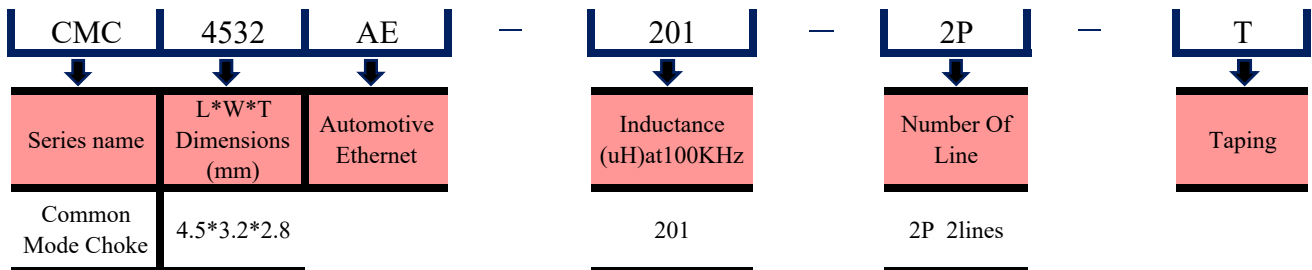 CMC 4532 AE — 201 — 2P - T
Series name
L*W*T
Dimensions
(mm)
Automotive
Ethernet
Inductance
(uH)at100KHz
Number Of
Line
Taping
Common
Mode Choke
4.5*3.2*2.8
201
2P 2lines